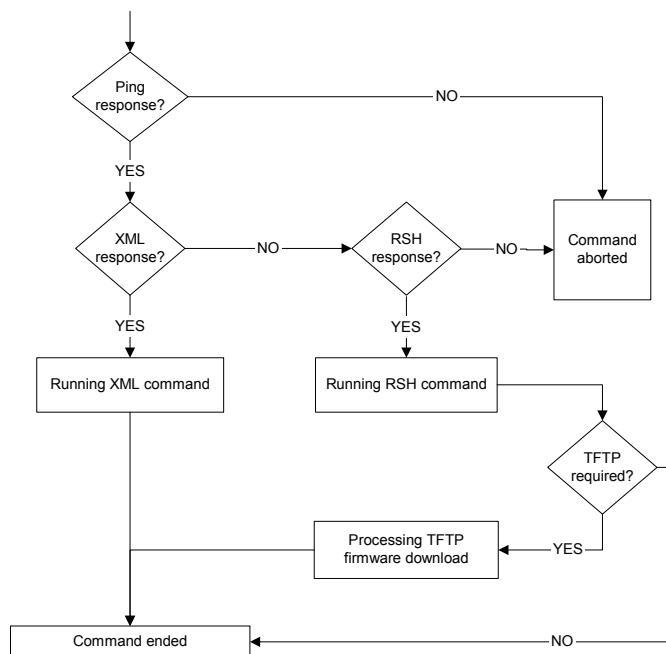 Ping
response?
NO
YES
XML
response?
NO
RSH
response?
NO
Command
aborted
YES
YES
Running XML command
Running RSH command
TFTP
required?
Processing TFTP
firmware download
YES
Command ended
NO